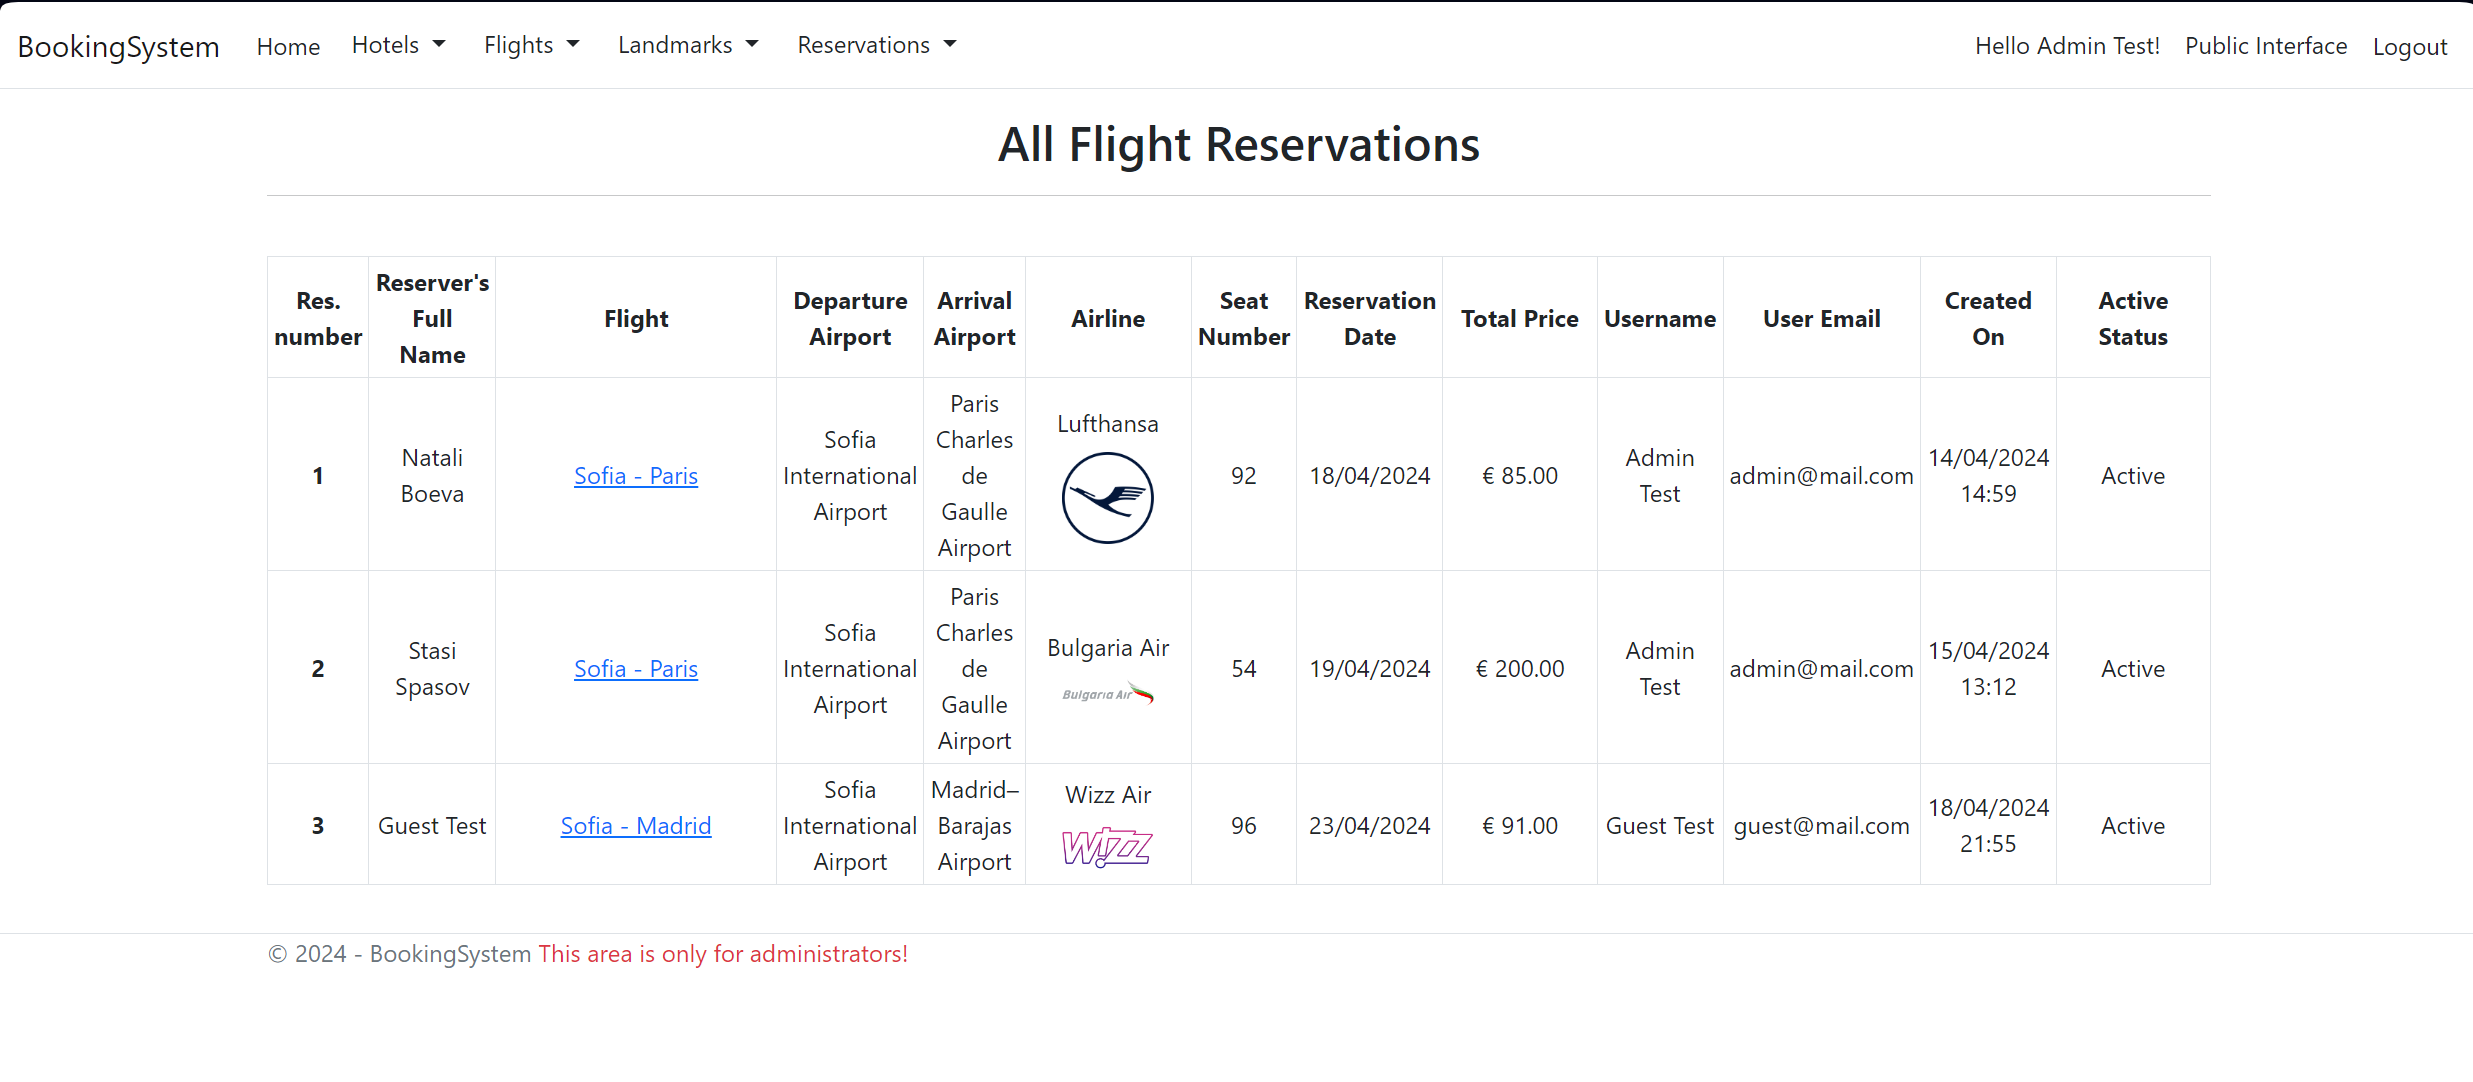 BookingSystem Home Hotels Flights Landmarks Reservations Hello Admin Test! Public Interface Logout
All Flight Reservations
Res. number Reserver's Full Name Flight Departure Airport Arrival Airport Airline Seat Number Reservation Date Total Price Username User Email Created On Active Status
1 Natali Boeva Sofia - Paris Sofia International Airport Paris Charles de Gaulle Airport Lufthansa 92 18/04/2024 € 85.00 Admin Test admin@mail.com 14/04/2024 14:59 Active
2 Stasi Spasov Sofia - Paris Sofia International Airport Paris Charles de Gaulle Airport Bulgaria Air Bulgaria Air 54 19/04/2024 € 200.00 Admin Test admin@mail.com 15/04/2024 13:12 Active
3 Guest Test Sofia - Madrid Sofia International Airport Madrid–Barajas Airport Wizz Air WIZZ 96 23/04/2024 € 91.00 Guest Test guest@mail.com 18/04/2024 21:55 Active
© 2024 - BookingSystem This area is only for administrators!